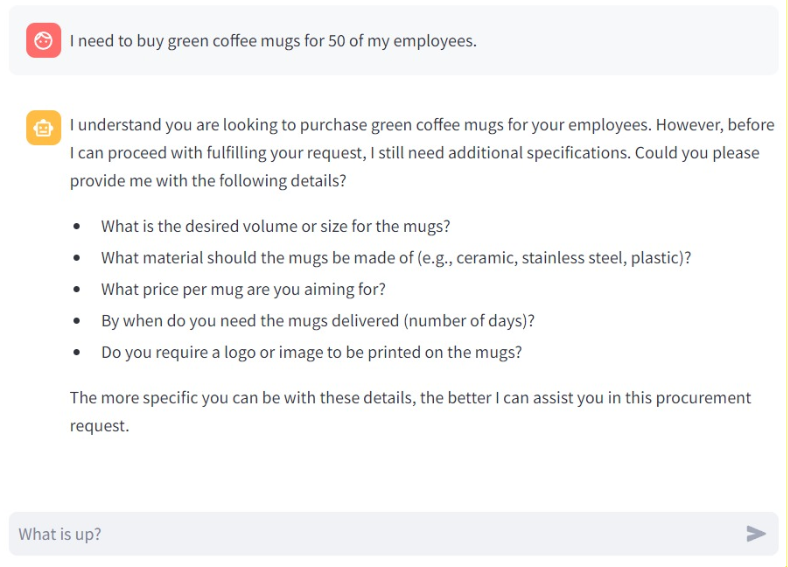 I need to buy green coffee mugs for 50 of my employees.
I understand you are looking to purchase green coffee mugs for your employees. However, before
I can proceed with fulfilling your request, I still need additional specifications. Could you please
provide me with the following details?
• What is the desired volume or size for the mugs?
• What material should the mugs be made of (e.g., ceramic, stainless steel, plastic)?
• What price per mug are you aiming for?
• By when do you need the mugs delivered (number of days)?
• Do you require a logo or image to be printed on the mugs?
The more specific you can be with these details, the better I can assist you in this procurement
request.
What is up?